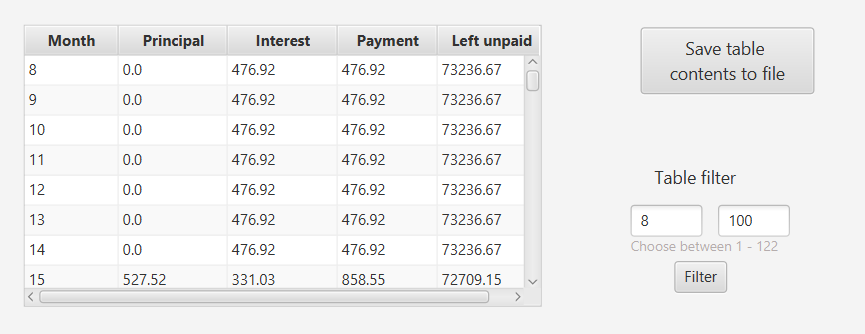 Month Principal Interest Payment Left unpaid
8 0.0 476.92 476.92 73236.67
9 0.0 476.92 476.92 73236.67
10 0.0 476.92 476.92 73236.67
11 0.0 476.92 476.92 73236.67
12 0.0 476.92 476.92 73236.67
13 0.0 476.92 476.92 73236.67
14 0.0 476.92 476.92 73236.67
15 527.52 331.03 858.55 72709.15
Save table
contents to file
Table filter
8 100
Choose between 1 - 122
Filter